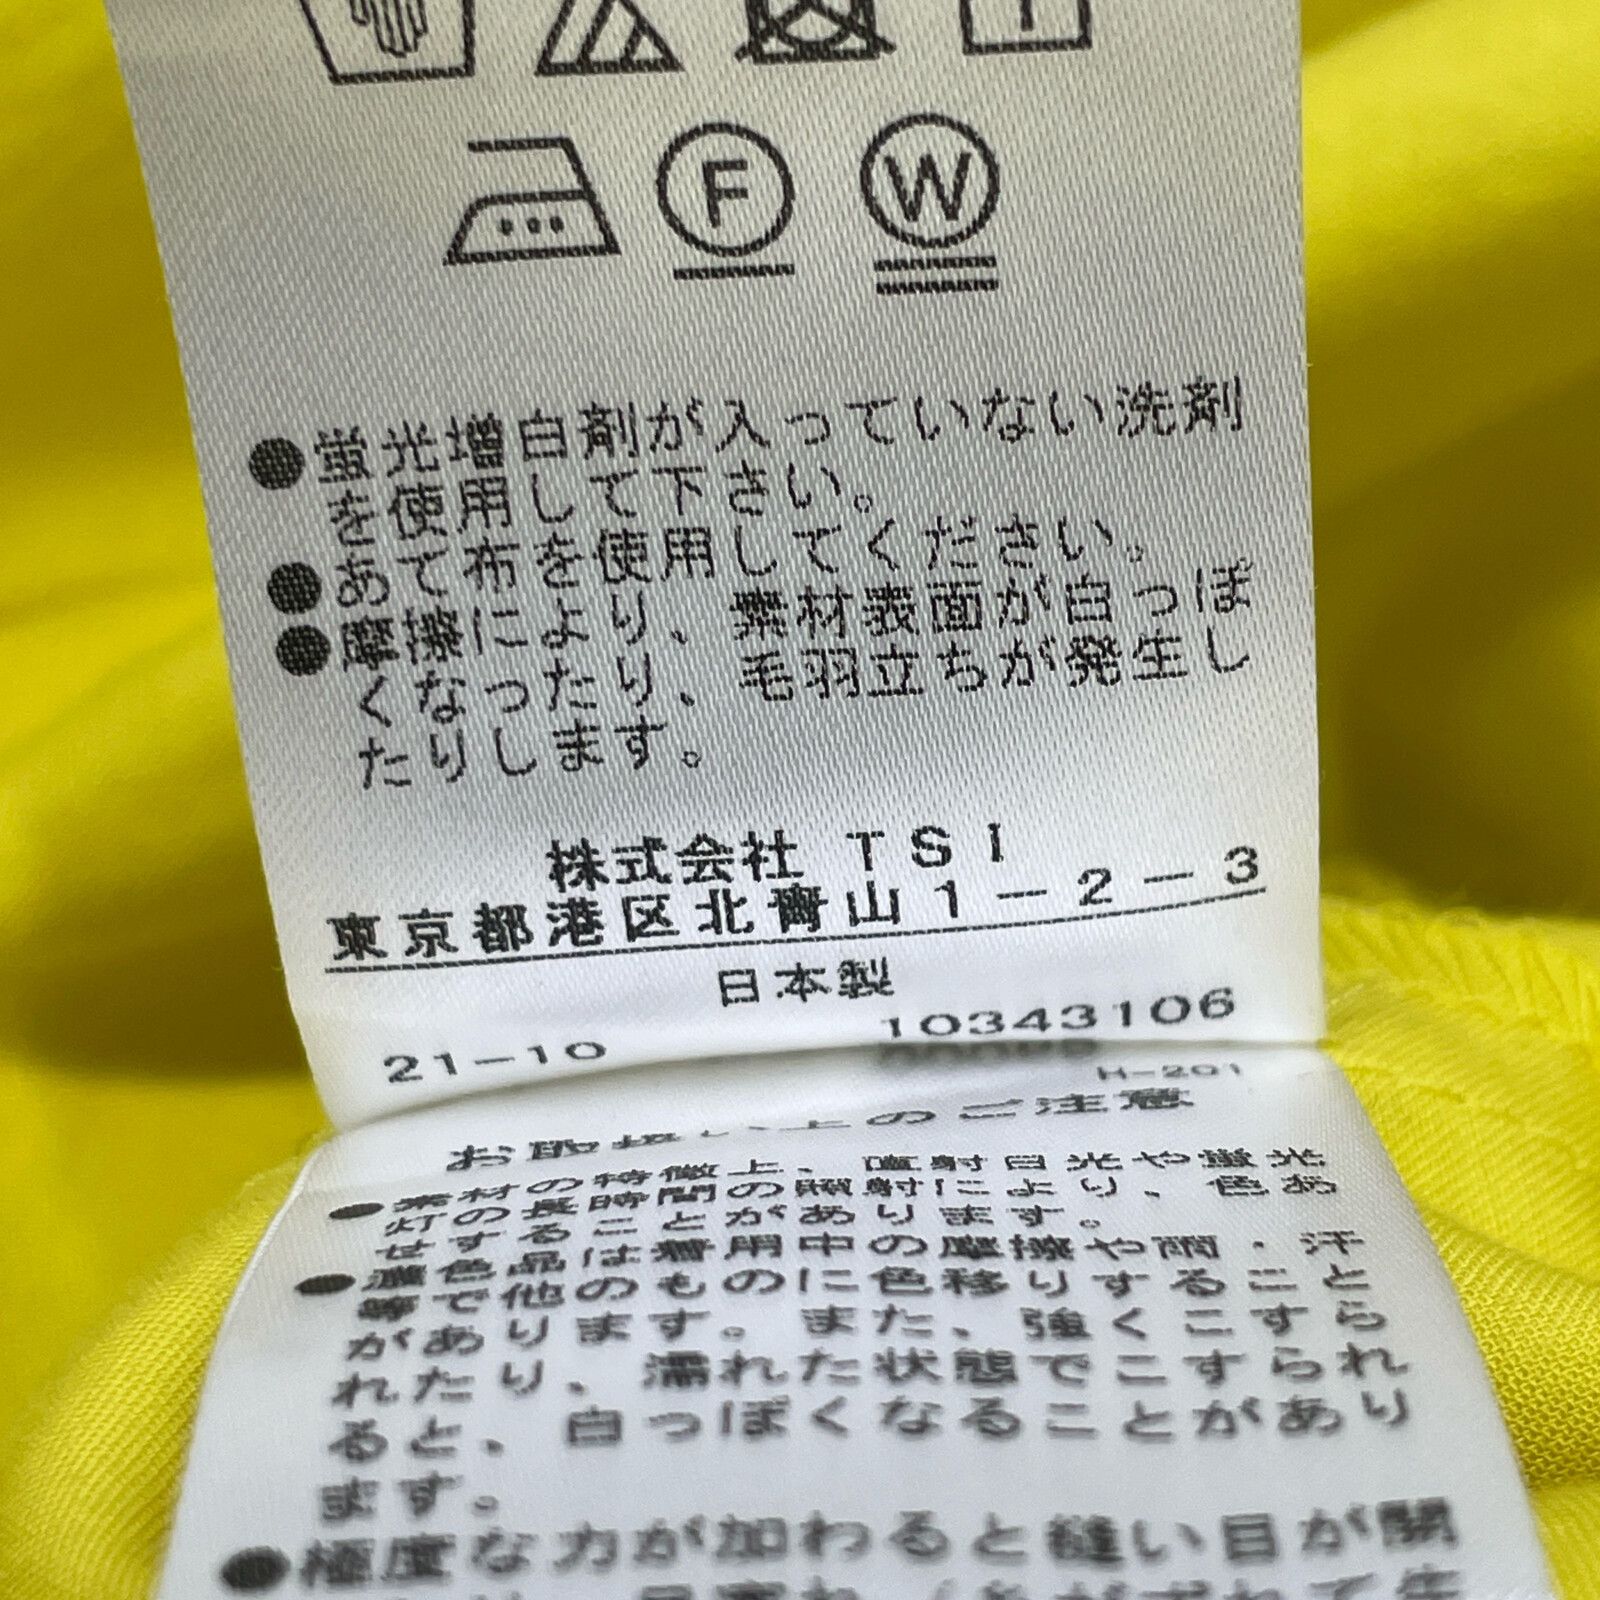 F W
●蛍光増白剤が入っていない洗剤
を使用して下さい。
●あて布を使用してください。
●摩擦により、素材表面が白っぽ
くなったり、毛羽立ちが発生し
たりします。
株式会社 TSI
東京都港区北青山1-2-3
日本製
21-10 10343106
H-201
お取扱い上のご注意
●素材の特徴上、直射日光や蛍光
灯の長時間の照射により、色あ
せすることがあります。
●濃色品は着用中の摩擦や雨・汗
等で他のものに色移りすること
があります。また、強くこすら
れたり、濡れた状態でこすられ
ると、白っぽくなることがあり
ます。
●極度な力が加わると縫い目が開